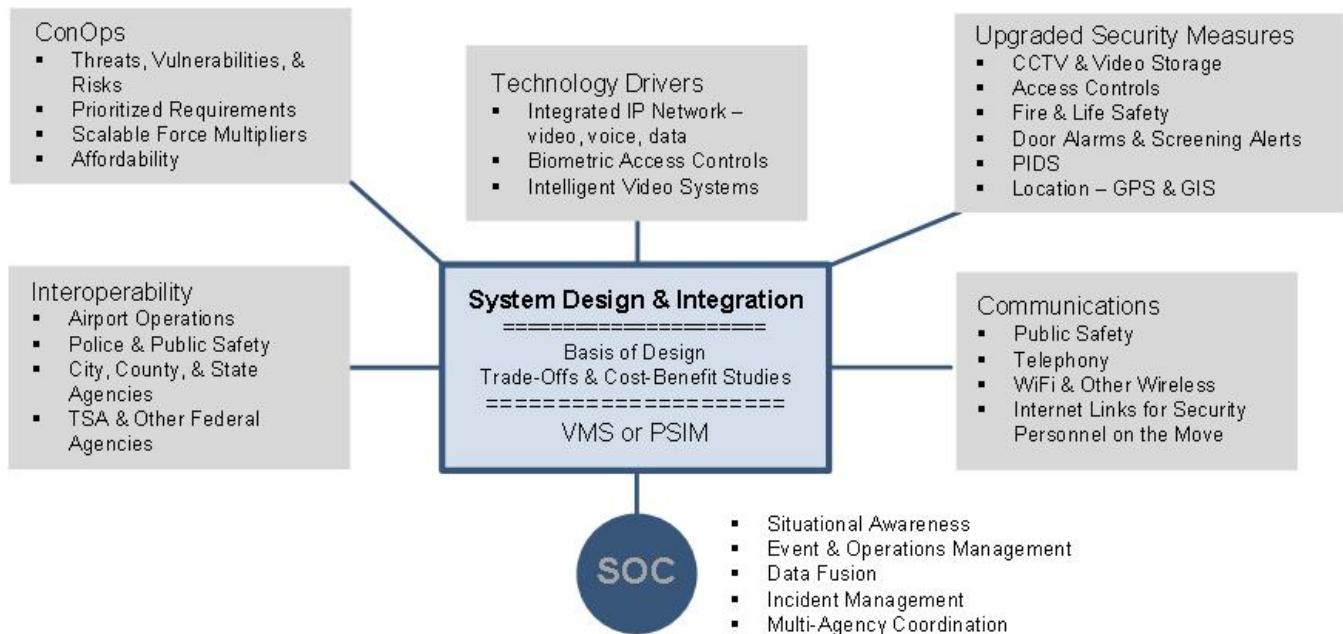 ConOps
▪ Threats, Vulnerabilities, &
Risks
▪ Prioritized Requirements
▪ Scalable Force Multipliers
▪ Affordability
Technology Drivers
▪ Integrated IP Network –
video, voice, data
▪ Biometric Access Controls
▪ Intelligent Video Systems
Upgraded Security Measures
▪ CCTV & Video Storage
▪ Access Controls
▪ Fire & Life Safety
▪ Door Alarms & Screening Alerts
▪ PIDS
▪ Location – GPS & GIS
Interoperability
▪ Airport Operations
▪ Police & Public Safety
▪ City, County, & State
Agencies
▪ TSA & Other Federal
Agencies
System Design & Integration
======================
Basis of Design
Trade-Offs & Cost-Benefit Studies
======================
VMS or PSIM
Communications
▪ Public Safety
▪ Telephony
▪ WiFi & Other Wireless
▪ Internet Links for Security
Personnel on the Move
SOC
▪ Situational Awareness
▪ Event & Operations Management
▪ Data Fusion
▪ Incident Management
▪ Multi-Agency Coordination